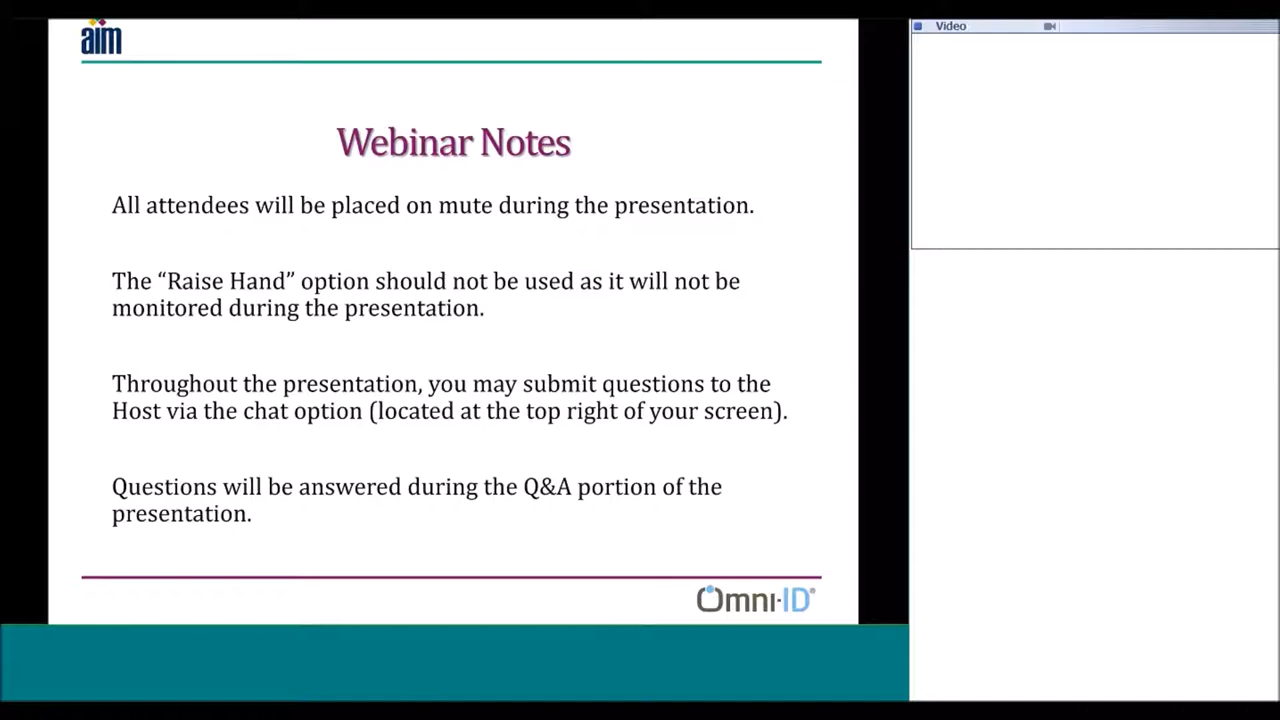 aim
Video
Webinar Notes
All attendees will be placed on mute during the presentation.
The “Raise Hand” option should not be used as it will not be
monitored during the presentation.
Throughout the presentation, you may submit questions to the
Host via the chat option (located at the top right of your screen).
Questions will be answered during the Q&A portion of the
presentation.
Omni-ID®